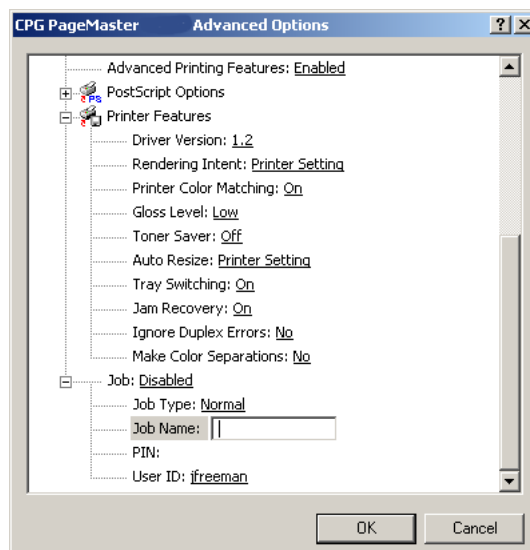 CPG PageMaster Advanced Options
Advanced Printing Features: Enabled
PS PostScript Options
Printer Features
Driver Version: 1.2
Rendering Intent: Printer Setting
Printer Color Matching: On
Gloss Level: Low
Toner Saver: Off
Auto Resize: Printer Setting
Tray Switching: On
Jam Recovery: On
Ignore Duplex Errors: No
Make Color Separations: No
Job: Disabled
Job Type: Normal
Job Name:
PIN:
User ID: jfreeman
OK Cancel